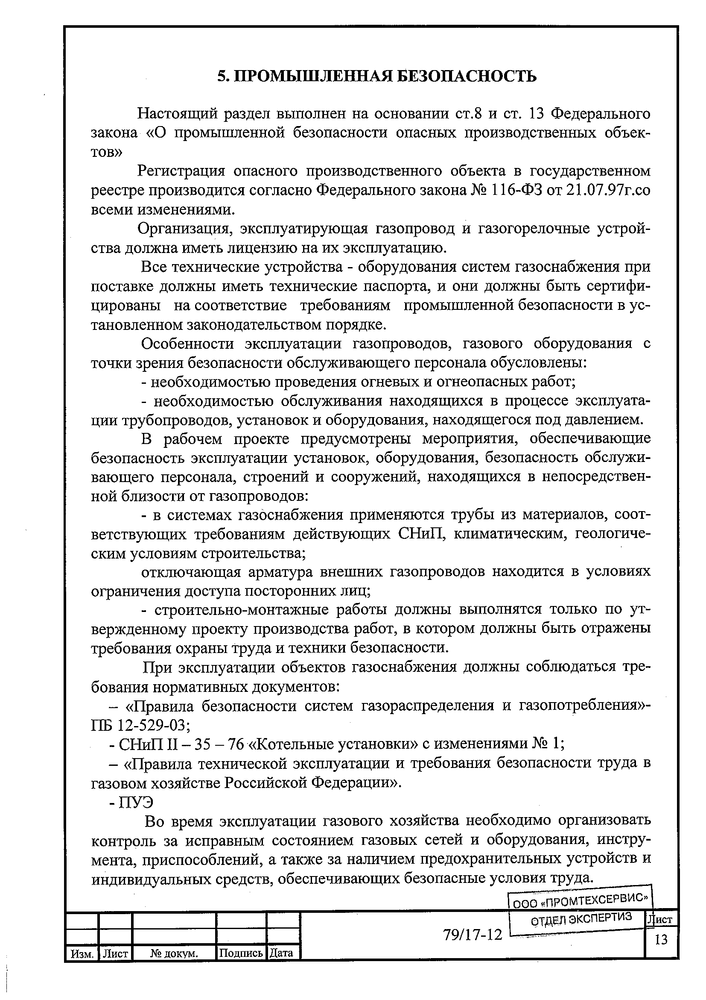 5. ПРОМЫШЛЕННАЯ БЕЗОПАСНОСТЬ
Настоящий раздел выполнен на основании ст.8 и ст. 13 Федерального
закона «О промышленной безопасности опасных производственных объек-
тов»
Регистрация опасного производственного объекта в государственном
реестре производится согласно Федерального закона № 116-ФЗ от 21.07.97г.со
всеми изменениями.
Организация, эксплуатирующая газопровод и газогорелочные устрой-
ства должна иметь лицензию на их эксплуатацию.
Все технические устройства - оборудования систем газоснабжения при
поставке должны иметь технические паспорта, и они должны быть сертифи-
цированы на соответствие требованиям промышленной безопасности в ус-
тановленном законодательством порядке.
Особенности эксплуатации газопроводов, газового оборудования с
точки зрения безопасности обслуживающего персонала обусловлены:
- необходимостью проведения огневых и огнеопасных работ;
- необходимостью обслуживания находящихся в процессе эксплуата-
ции трубопроводов, установок и оборудования, находящегося под давлением.
В рабочем проекте предусмотрены мероприятия, обеспечивающие
безопасность эксплуатации установок, оборудования, безопасность обслужи-
вающего персонала, строений и сооружений, находящихся в непосредствен-
ной близости от газопроводов:
- в системах газоснабжения применяются трубы из материалов, соот-
ветствующих требованиям действующих СНиП, климатическим, геологиче-
ским условиям строительства;
отключающая арматура внешних газопроводов находится в условиях
ограничения доступа посторонних лиц;
- строительно-монтажные работы должны выполнятся только по ут-
вержденному проекту производства работ, в котором должны быть отражены
требования охраны труда и техники безопасности.
При эксплуатации объектов газоснабжения должны соблюдаться тре-
бования нормативных документов:
– «Правила безопасности систем газораспределения и газопотребления»-
ПБ 12-529-03;
- СНиП II – 35 – 76 «Котельные установки» с изменениями № 1;
– «Правила технической эксплуатации и требования безопасности труда в
газовом хозяйстве Российской Федерации».
- ПУЭ
Во время эксплуатации газового хозяйства необходимо организовать
контроль за исправным состоянием газовых сетей и оборудования, инстру-
мента, приспособлений, а также за наличием предохранительных устройств и
индивидуальных средств, обеспечивающих безопасные условия труда.
ООО «ПРОМТЕХСЕРВИС»
ОТДЕЛ ЭКСПЕРТИЗ
79/17-12
Лист
13
Изм. Лист № докум. Подпись Дата